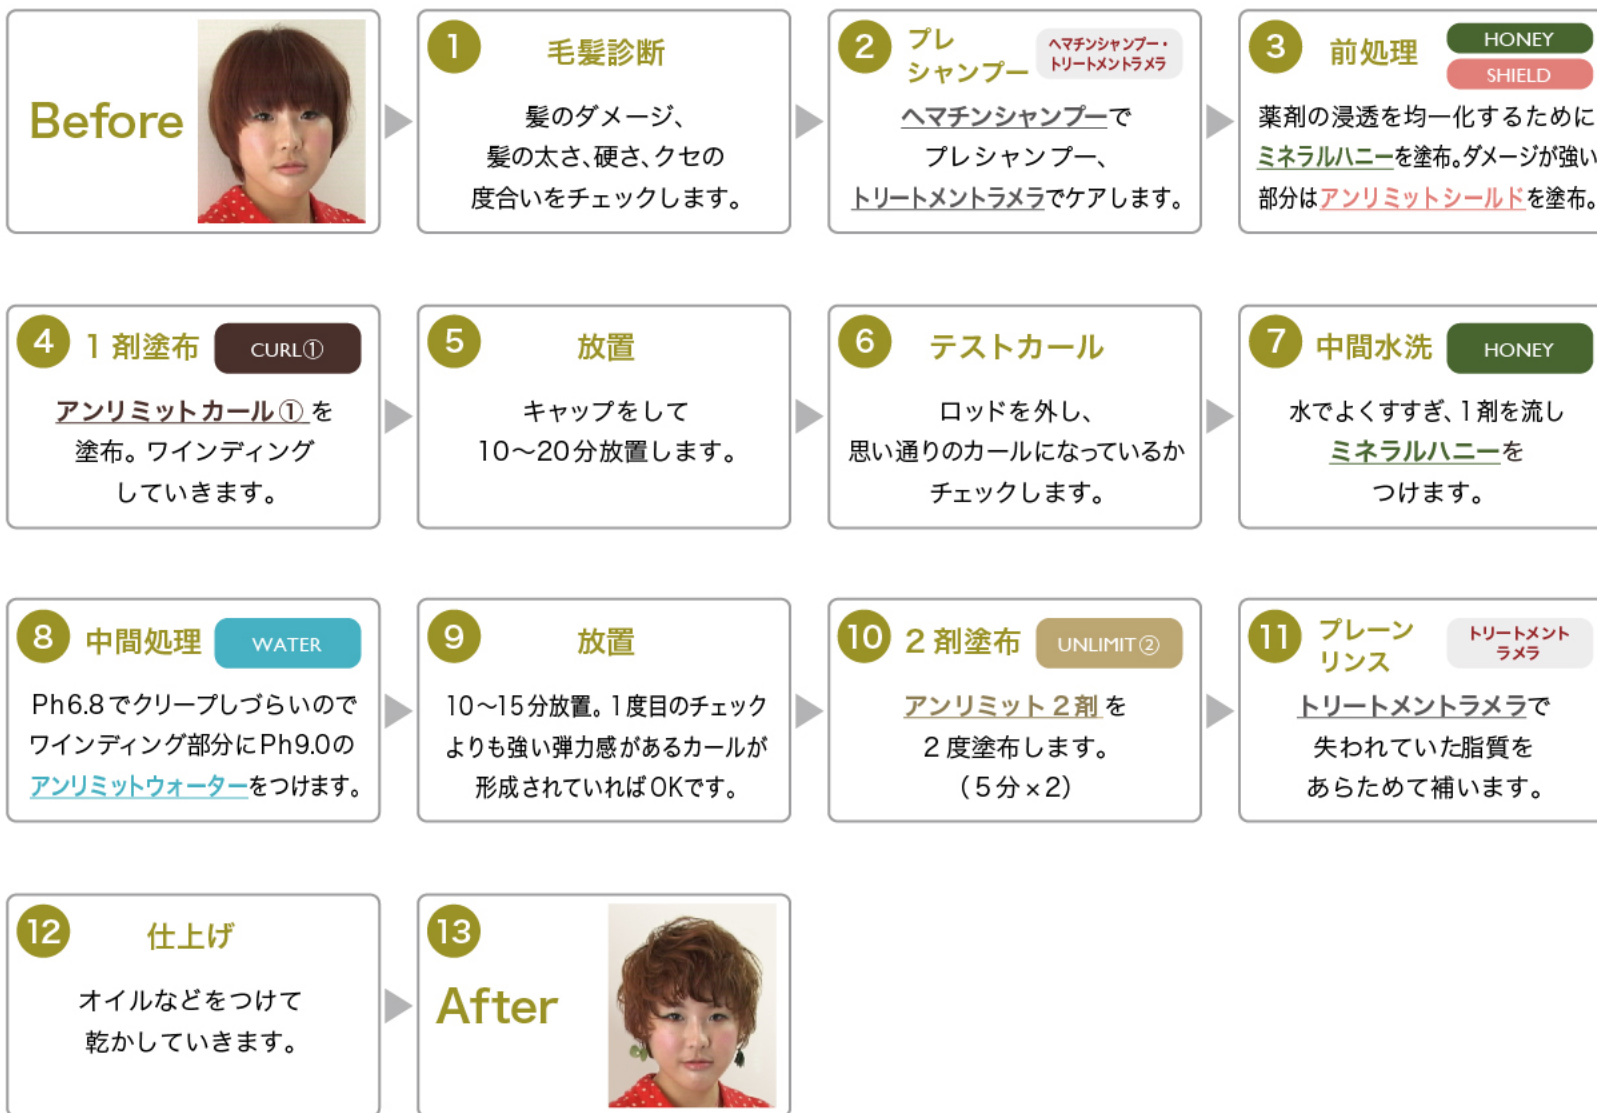 Before
1 毛髪診断
髪のダメージ、
髪の太さ、硬さ、クセの
度合いをチェックします。
2 プレ
シャンプー
ヘマチンシャンプー・
トリートメントラメラ
ヘマチンシャンプーで
プレシャンプー、
トリートメントラメラでケアします。
3 前処理
HONEY
SHIELD
薬剤の浸透を均一化するために
ミネラルハニーを塗布。ダメージが強い
部分はアンリミットシールドを塗布。
4 1剤塗布 CURL①
アンリミットカール①を
塗布。ワインディング
していきます。
5 放置
キャップをして
10〜20分放置します。
6 テストカール
ロッドを外し、
思い通りのカールになっているか
チェックします。
7 中間水洗 HONEY
水でよくすすぎ、1剤を流し
ミネラルハニーを
つけます。
8 中間処理 WATER
Ph6.8でクリープしづらいので
ワインディング部分にPh9.0の
アンリミットウォーターをつけます。
9 放置
10〜15分放置。1度目のチェック
よりも強い弾力感があるカールが
形成されていればOKです。
10 2剤塗布 UNLIMIT②
アンリミット2剤を
2度塗布します。
（5分×2）
11 プレーン
リンス
トリートメント
ラメラ
トリートメントラメラで
失われていた脂質を
あらためて補います。
12 仕上げ
オイルなどをつけて
乾かしていきます。
13
After